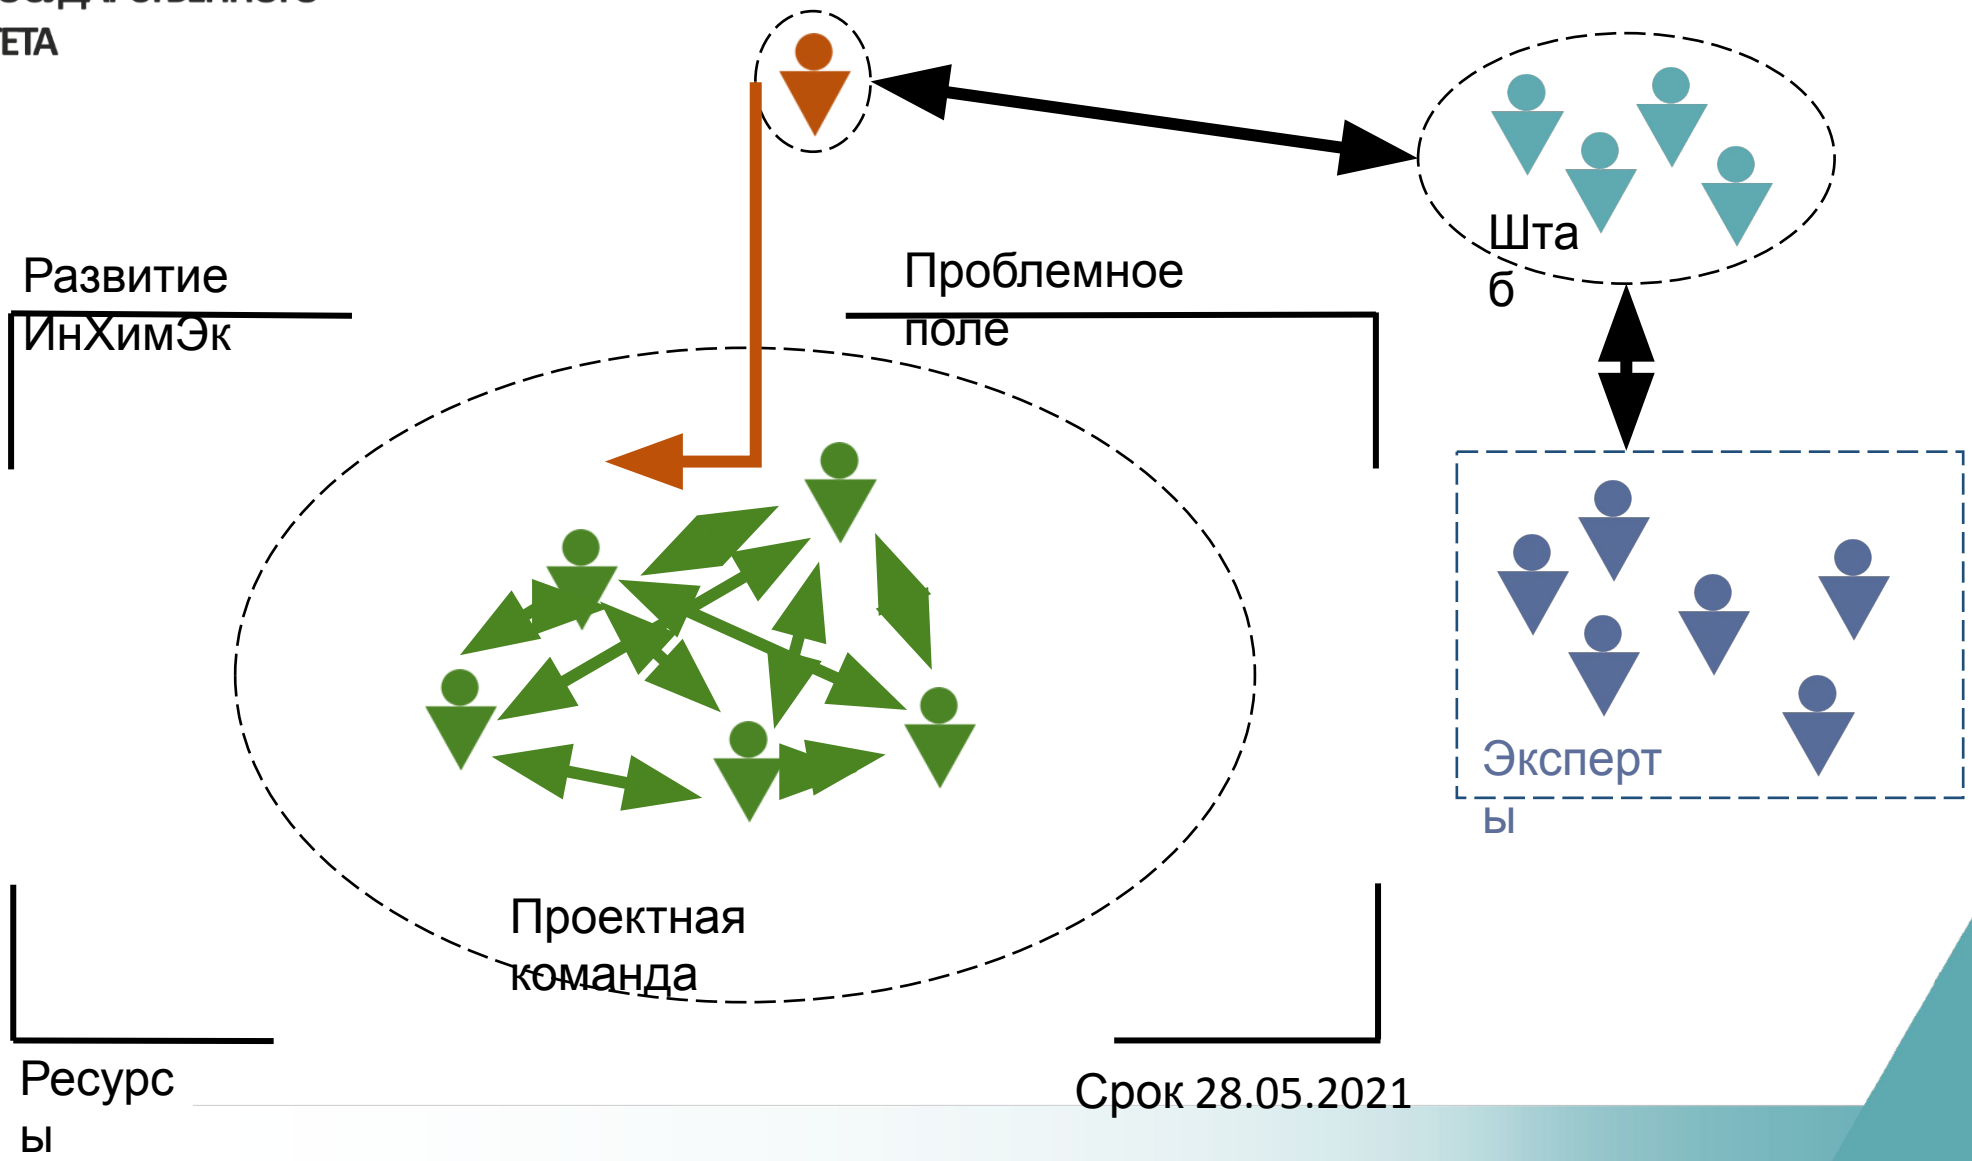 ЕТА
Развитие
ИнХимЭк
Проблемное
поле
Шта
б
Эксперт
ы
Проектная
команда
Ресурс
ы
Срок 28.05.2021